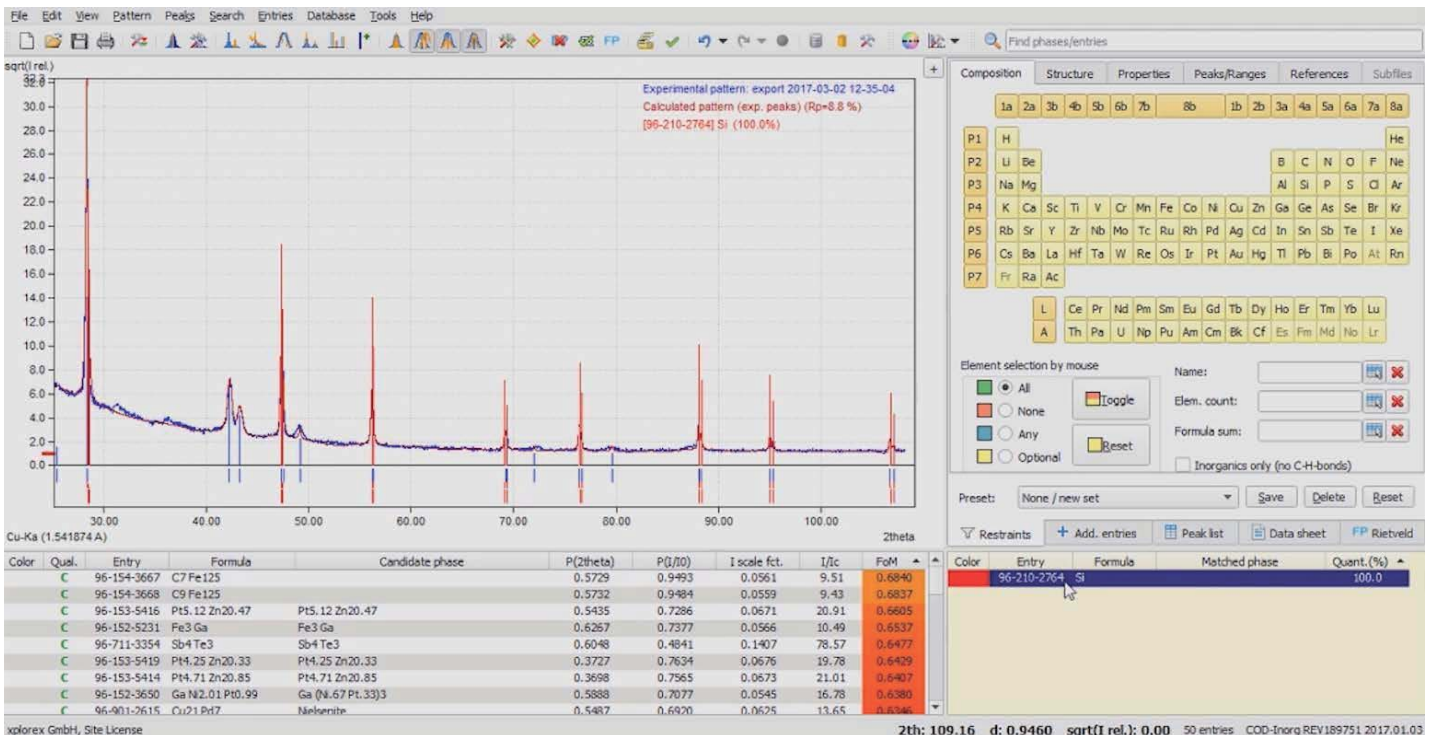 File Edit View Pattern Peaks Search Entries Database Tools Help
FP Find phases/entries
sqrt(I rel.)
Experimental pattern: export 2017-03-02 12-35-04
Calculated pattern (exp. peaks) (Rp=8.8 %)
[96-210-2764] Si (100.0%)
30.0
28.0
26.0
24.0
22.0
20.0
18.0
16.0
14.0
12.0
10.0
8.0
6.0
4.0
2.0
0.0
30.00 40.00 50.00 60.00 70.00 80.00 90.00 100.00
Cu-Ka (1.541874 A) 2theta
Composition Structure Properties Peaks/Ranges References Subfiles
1a 2a 3b 4b 5b 6b 7b 8b 1b 2b 3a 4a 5a 6a 7a 8a
P1 H He
P2 Li Be B C N O F Ne
P3 Na Mg Al Si P S Cl Ar
P4 K Ca Sc Ti V Cr Mn Fe Co Ni Cu Zn Ga Ge As Se Br Kr
P5 Rb Sr Y Zr Nb Mo Tc Ru Rh Pd Ag Cd In Sn Sb Te I Xe
P6 Cs Ba La Hf Ta W Re Os Ir Pt Au Hg Tl Pb Bi Po At Rn
P7 Fr Ra Ac
L Ce Pr Nd Pm Sm Eu Gd Tb Dy Ho Er Tm Yb Lu
A Th Pa U Np Pu Am Cm Bk Cf Es Fm Md No Lr
Element selection by mouse
All
None
Any
Optional
Toggle
Reset
Name:
Elem. count:
Formula sum:
Inorganics only (no C-H-bonds)
Preset: None / new set Save Delete Reset
Restraints Add. entries Peak list Data sheet FP Rietveld
Color Qual. Entry Formula Candidate phase P(2theta) P(I/I0) I scale fct. I/Ic FoM
C 96-154-3667 C7 Fe125 0.5729 0.9493 0.0561 9.51 0.6840
C 96-154-3668 C9 Fe125 0.5732 0.9484 0.0559 9.43 0.6837
C 96-153-5416 Pt5.12 Zn20.47 Pt5.12 Zn20.47 0.5435 0.7286 0.0671 20.91 0.6605
C 96-152-5231 Fe3 Ga Fe3 Ga 0.6267 0.7377 0.0566 10.49 0.6537
C 96-711-3354 Sb4 Te3 Sb4 Te3 0.6048 0.4841 0.1407 78.57 0.6477
C 96-153-5419 Pt4.25 Zn20.33 Pt4.25 Zn20.33 0.3727 0.7634 0.0676 19.78 0.6429
C 96-153-5414 Pt4.71 Zn20.85 Pt4.71 Zn20.85 0.3698 0.7565 0.0673 21.01 0.6407
C 96-152-3650 Ga Ni2.01 Pt0.99 Ga (Ni.67 Pt.33)3 0.5888 0.7077 0.0545 16.78 0.6380
C 96-901-2615 Cu21 Pd7 Nielsenite 0.5487 0.6920 0.0625 13.65 0.6346
Color Entry Formula Matched phase Quant.(%)
96-210-2764 Si 100.0
xplorex GmbH, Site License
2th: 109.16 d: 0.9460 sqrt(I rel.): 0.00 50 entries COD-Inorg REV189751 2017.01.03